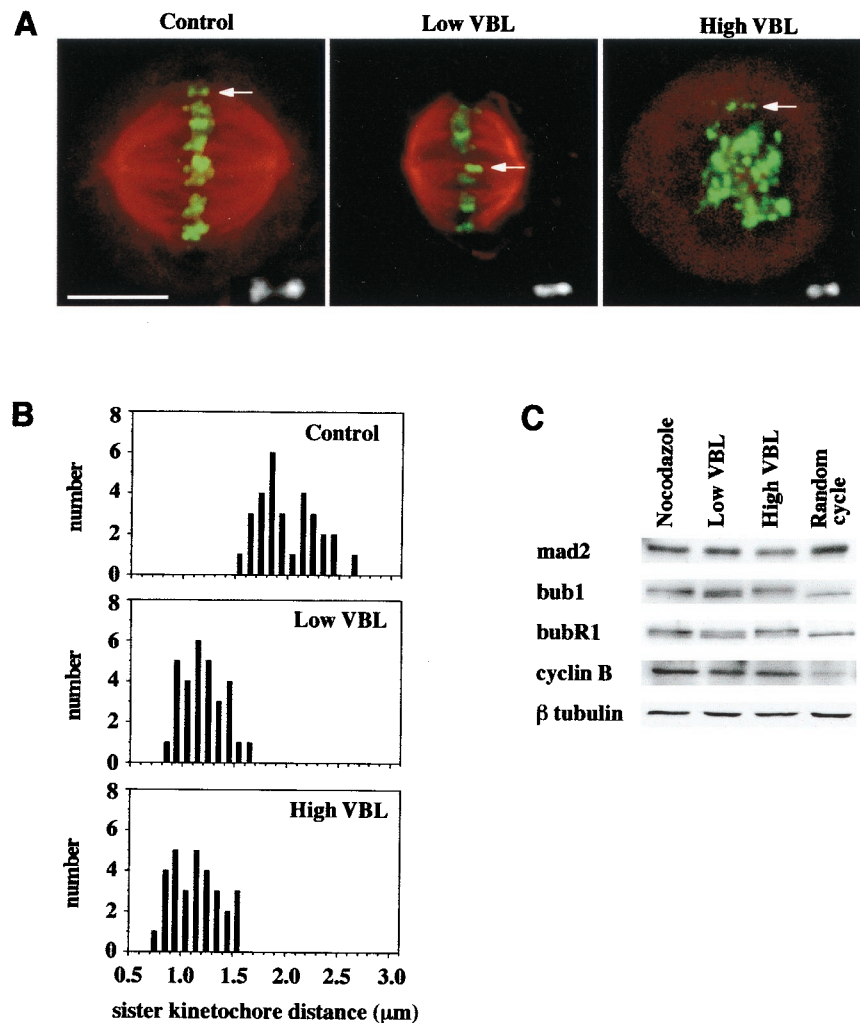 A
Control
Low VBL
High VBL
B
8
6
4
2
0
number
Control
8
6
4
2
0
number
Low VBL
8
6
4
2
0
number
High VBL
0.5 1.0 1.5 2.0 2.5 3.0
sister kinetochore distance (μm)
C
Nocodazole
Low VBL
High VBL
Random
cycle
mad2
bub1
bubR1
cyclin B
β tubulin